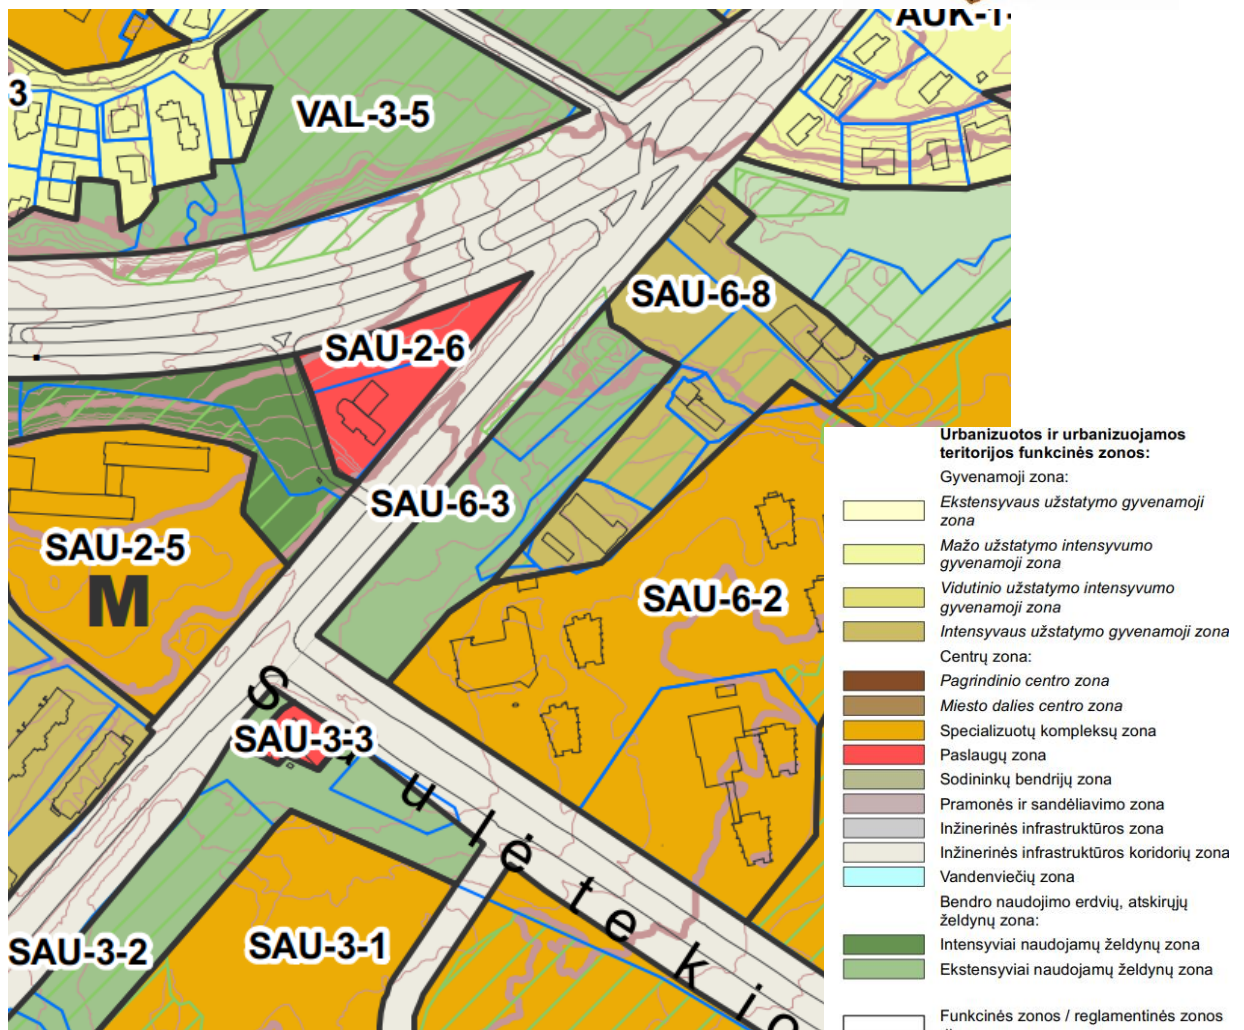 AUK-1-
3
VAL-3-5
SAU-6-8
SAU-2-6
SAU-6-3
SAU-2-5
M
SAU-6-2
SAU-3-3
Saulėtekio
SAU-3-2
SAU-3-1
Urbanizuotos ir urbanizuojamos
teritorijos funkcinės zonos:
Gyvenamoji zona:
Ekstensyvaus užstatymo gyvenamoji
zona
Mažo užstatymo intensyvumo
gyvenamoji zona
Vidutinio užstatymo intensyvumo
gyvenamoji zona
Intensyvaus užstatymo gyvenamoji zona
Centrų zona:
Pagrindinio centro zona
Miesto dalies centro zona
Specializuotų kompleksų zona
Paslaugų zona
Sodininkų bendrijų zona
Pramonės ir sandėliavimo zona
Inžinerinės infrastruktūros zona
Inžinerinės infrastruktūros koridorių zona
Vandenviečių zona
Bendro naudojimo erdvių, atskirųjų
želdynų zona:
Intensyviai naudojamų želdynų zona
Ekstensyviai naudojamų želdynų zona
Funkcinės zonos / reglamentinės zonos